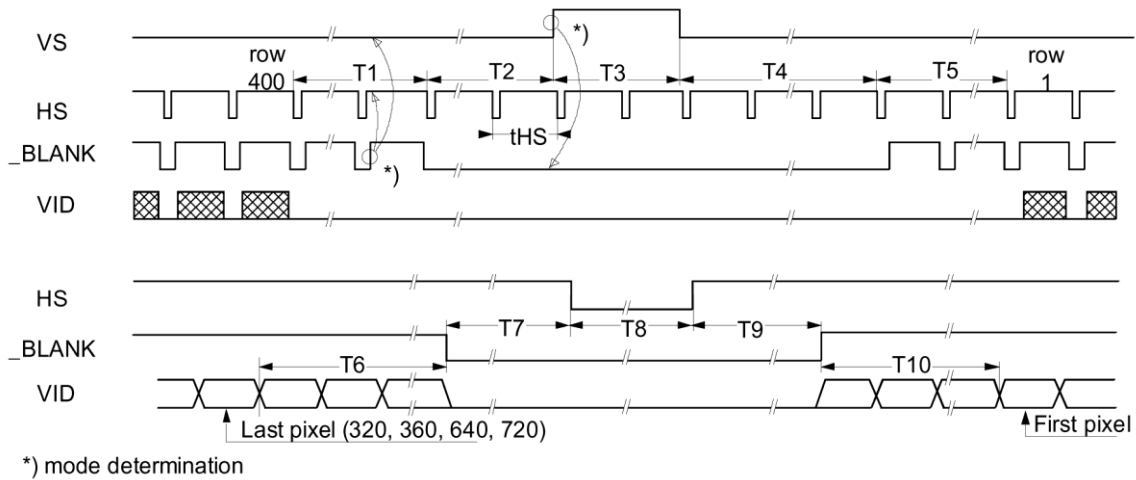 VS
*)
row
400
T1
T2
T3
T4
T5
row
1
HS
tHS
_BLANK
*)
VID
HS
T7
T8
T9
_BLANK
T6
T10
VID
Last pixel (320, 360, 640, 720)
First pixel
*) mode determination